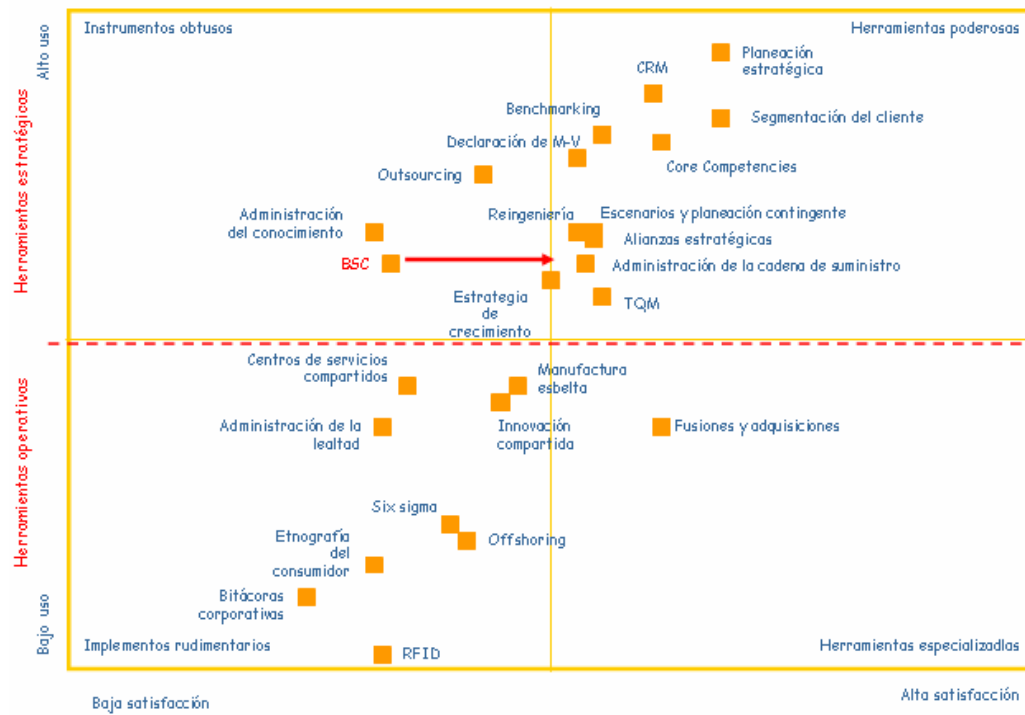 Instrumentos obtusos
Herramientas poderosas
Alto uso
Planeación
estratégica
CRM
Segmentación del cliente
Benchmarking
Declaración de M-V
Core Competencies
Outsourcing
Herramientas estratégicas
Administración
del conocimiento
Reingeniería
Escenarios y planeación contingente
Alianzas estratégicas
BSC
Administración de la cadena de suministro
Estrategia
de
crecimiento
TQM
Centros de servicios
compartidos
Manufactura
esbelta
Administración de la
lealtad
Innovación
compartida
Fusiones y adquisiciones
Herramientas operativas
Six sigma
Offshoring
Etnografía
del
consumidor
Bitácoras
corporativas
Bajo uso
Implementos rudimentarios
RFID
Herramientas especializadlas
Baja satisfacción
Alta satisfacción